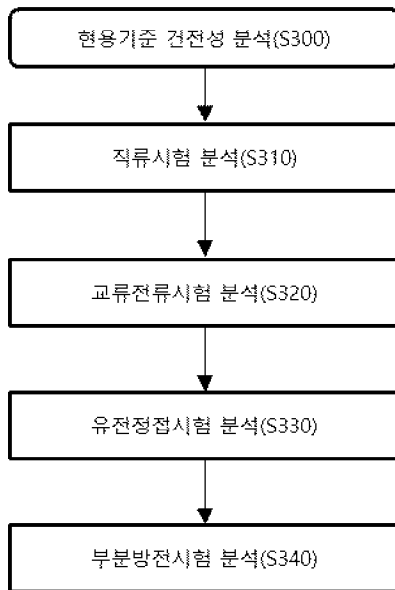 현용기준 건전성 분석(S300)
직류시험 분석(S310)
교류전류시험 분석(S320)
유전정접시험 분석(S330)
부분방전시험 분석(S340)